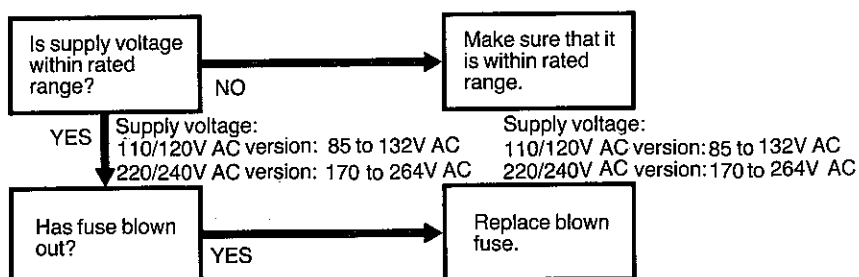 Is supply voltage
within rated
range?
NO
Make sure that it
is within rated
range.
YES
Supply voltage:
110/120V AC version: 85 to 132V AC
220/240V AC version: 170 to 264V AC
Supply voltage:
110/120V AC version: 85 to 132V AC
220/240V AC version: 170 to 264V AC
Has fuse blown
out?
YES
Replace blown
fuse.